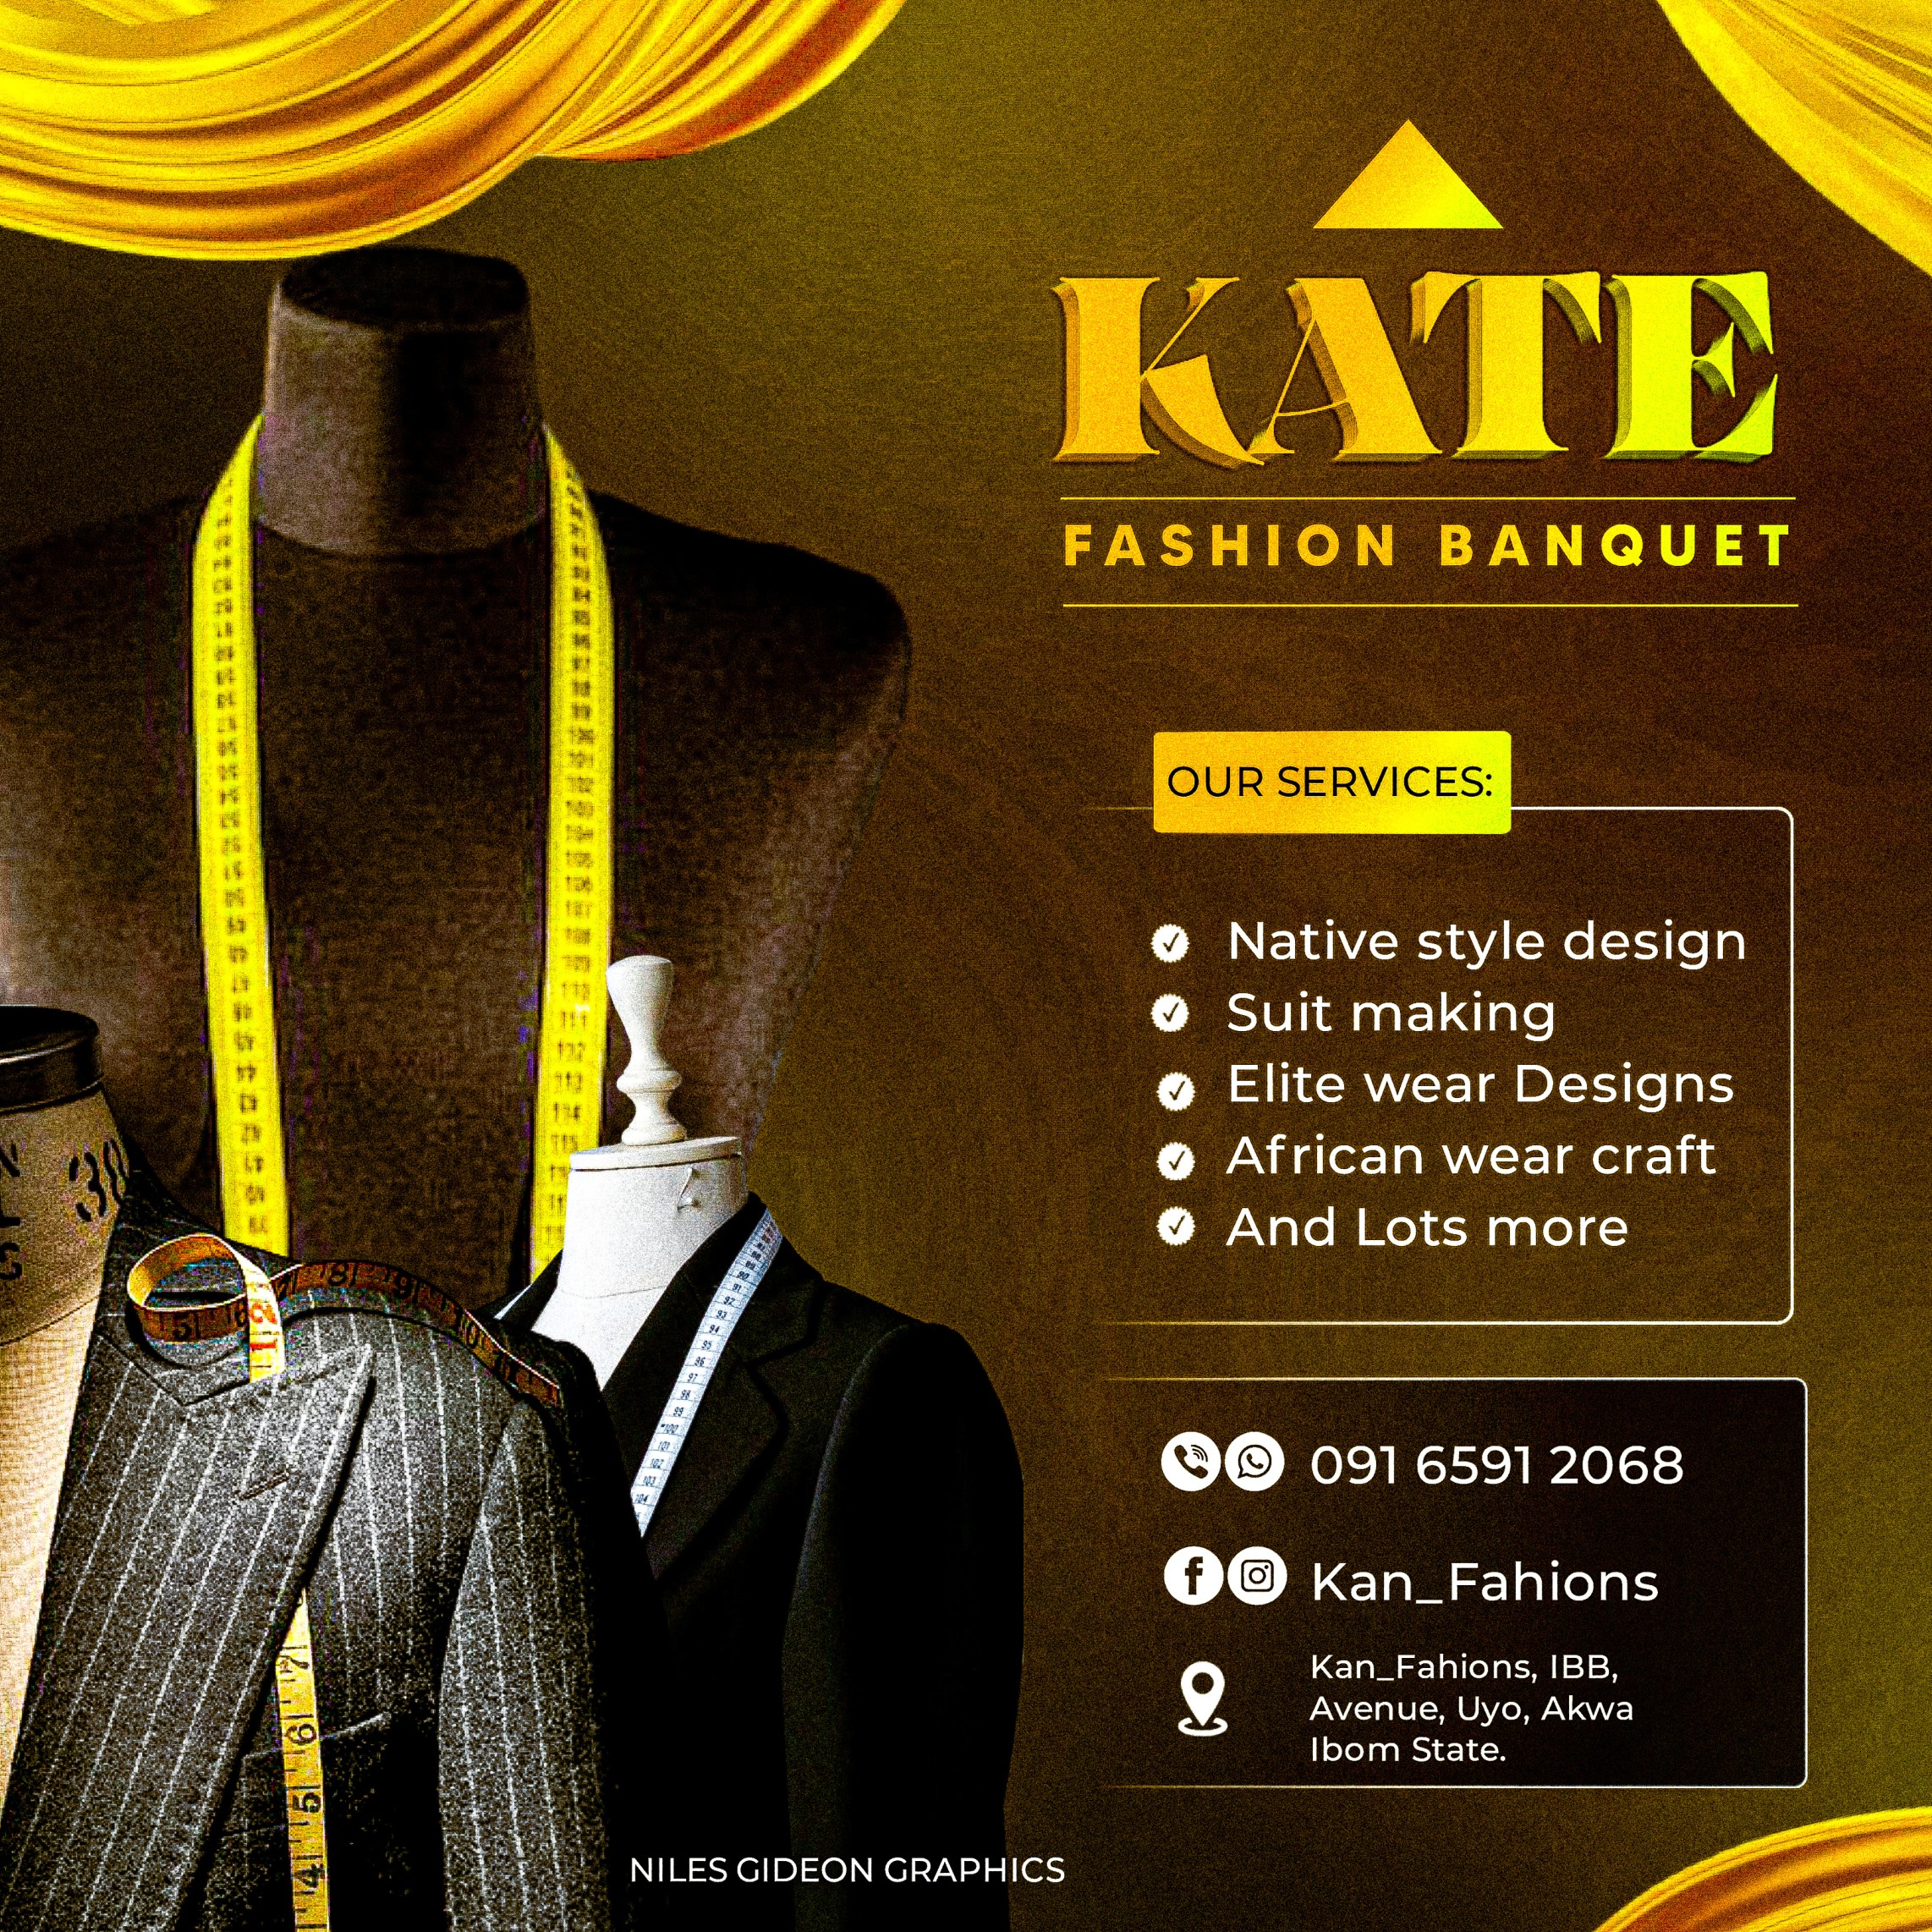 KATE
FASHION BANQUET
OUR SERVICES:
Native style design
Suit making
Elite wear Designs
African wear craft
And Lots more
091 6591 2068
Kan_Fahions
Kan_Fahions, IBB,
Avenue, Uyo, Akwa
Ibom State.
NILES GIDEON GRAPHICS